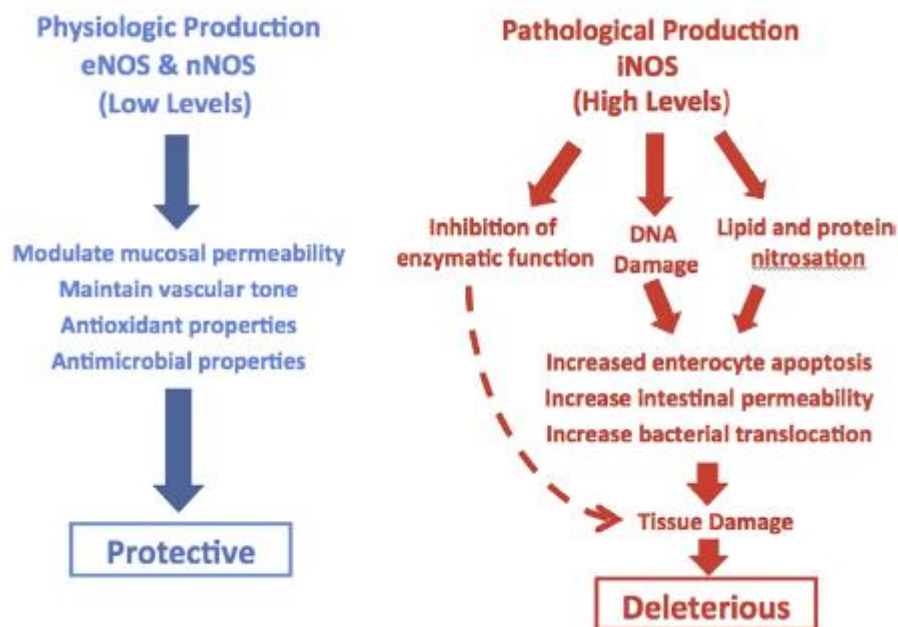 Physiologic Production
eNOS & nNOS
(Low Levels)
Modulate mucosal permeability
Maintain vascular tone
Antioxidant properties
Antimicrobial properties
Protective
Pathological Production
iNOS
(High Levels)
Inhibition of
enzymatic function
DNA
Damage
Lipid and protein
nitrosation
Increased enterocyte apoptosis
Increase intestinal permeability
Increase bacterial translocation
Tissue Damage
Deleterious